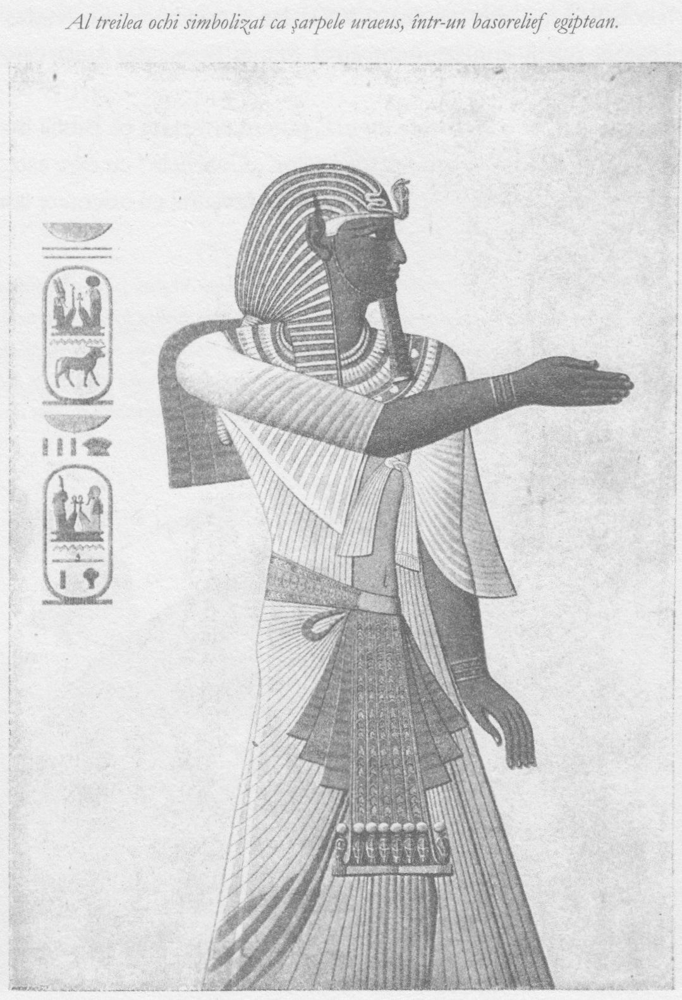 Al treilea ochi simbolizat ca şarpele uraeus, într-un basorelief egiptean.